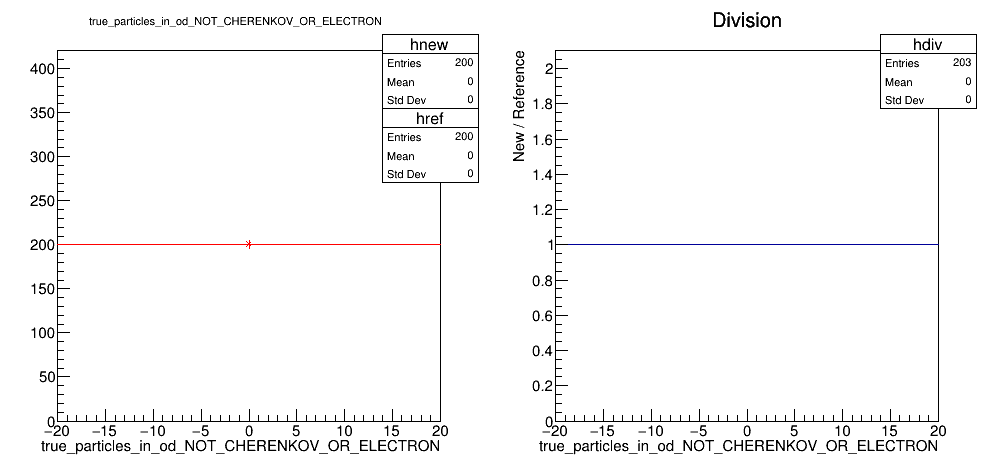 true_particles_in_od_NOT_CHERENKOV_OR_ELECTRON
hnew
Entries 200
Mean 0
Std Dev 0
href
Entries 200
Mean 0
Std Dev 0
400
350
300
250
200
150
100
50
0
−20 −15 −10 −5 0 5 10 15 20
true_particles_in_od_NOT_CHERENKOV_OR_ELECTRON
Division
hdiv
Entries 203
Mean 0
Std Dev 0
New / Reference
2
1.8
1.6
1.4
1.2
1
0.8
0.6
0.4
0.2
0
−20 −15 −10 −5 0 5 10 15 20
true_particles_in_od_NOT_CHERENKOV_OR_ELECTRON